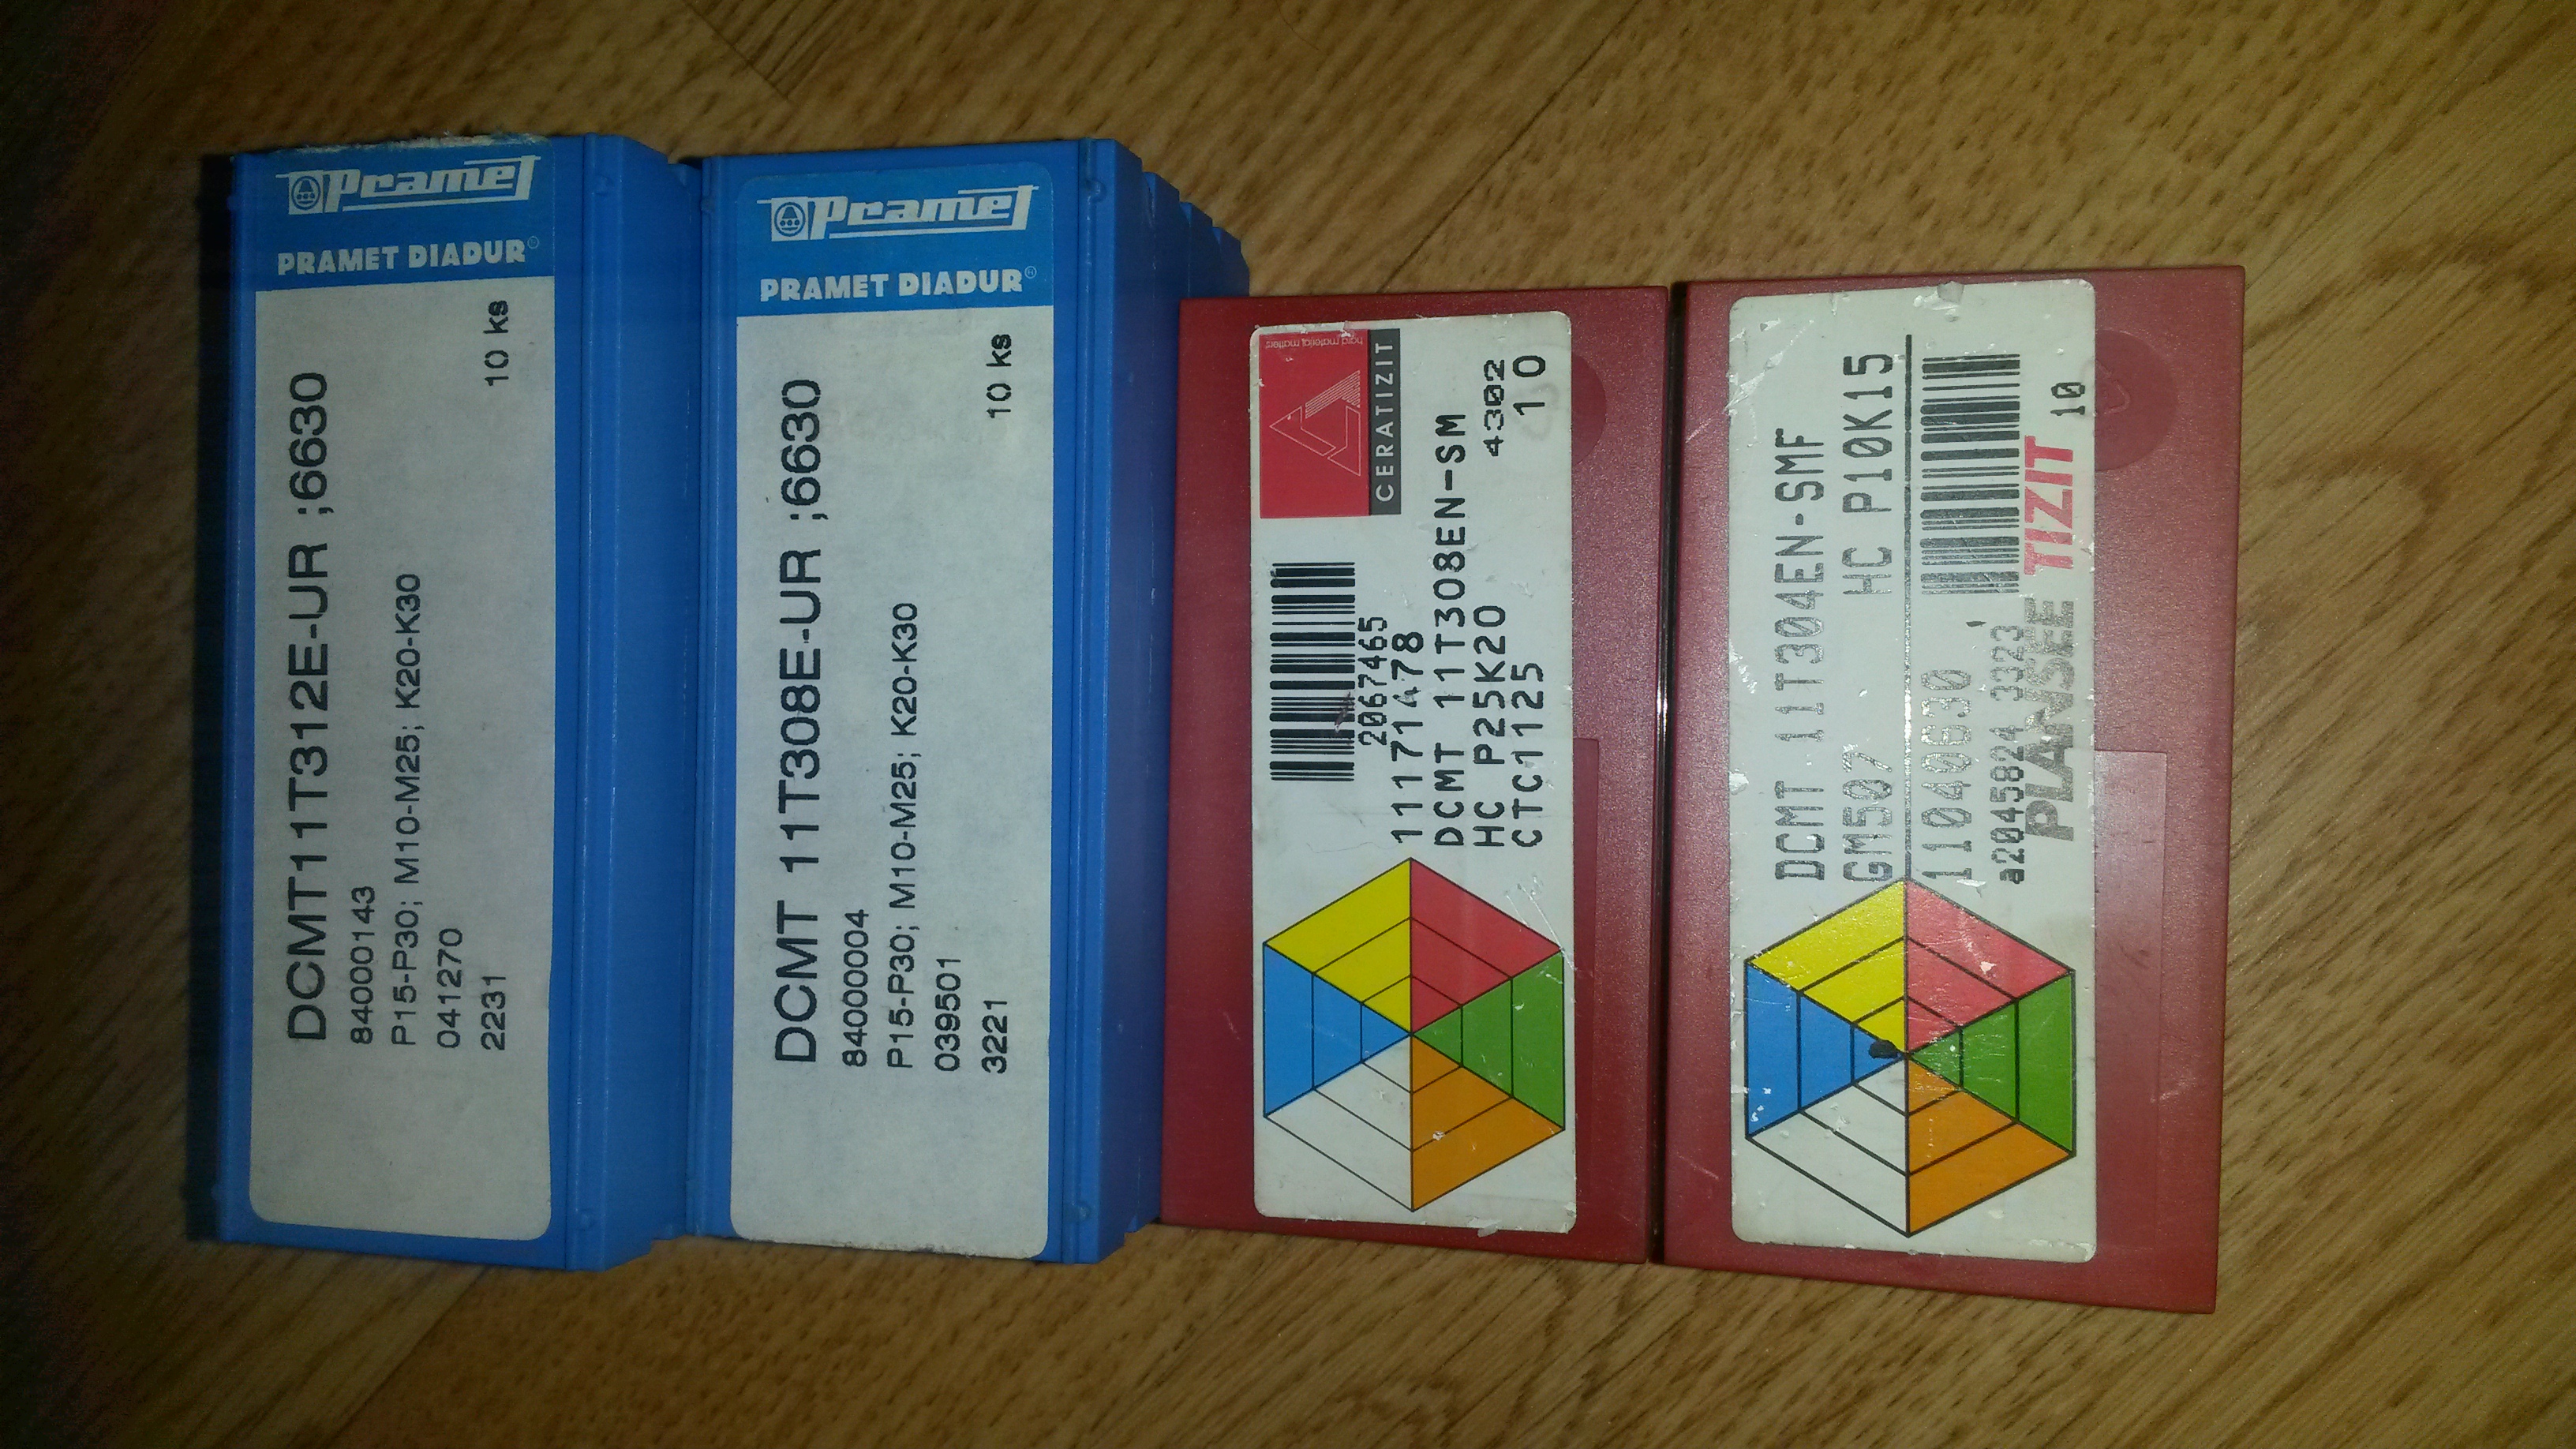 Pramet
PRAMET DIADUR®
DCMT11T312E-UR ;6630
84000143
P15-P30; M10-M25; K20-K30
041270
2231
10 ks
Pramet
PRAMET DIADUR®
DCMT 11T308E-UR ;6630
84000004
P15-P30; M10-M25; K20-K30
039501
3221
10 ks
hard material matters
CERATIZIT
2067465
11171478
DCMT 11T308EN-SM
HC P25K20 4302
CTC1125 10
DCMT 11T304EN-SMF
GM507 HC P10K15
11040830
a2045824 3323
PLANSEE TIZIT 10